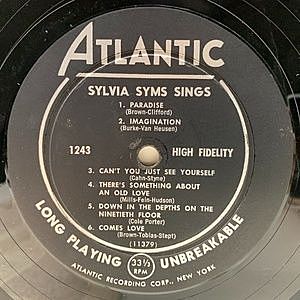 ATLANTIC
SYLVIA SYMS SINGS
1. PARADISE
(Brown-Clifford)
2. IMAGINATION
(Burke-Van Heusen)
1243 HIGH FIDELITY
3. CAN'T YOU JUST SEE YOURSELF
(Cahn-Styne)
4. THERE'S SOMETHING ABOUT
AN OLD LOVE
(Mills-Fein-Hudson)
5. DOWN IN THE DEPTHS ON THE
NINETIETH FLOOR
(Cole Porter)
6. COMES LOVE
(Brown-Tobias-Stept)
(11379)
LONG PLAYING 33⅓ RPM UNBREAKABLE
ATLANTIC RECORDING CORP., NEW YORK